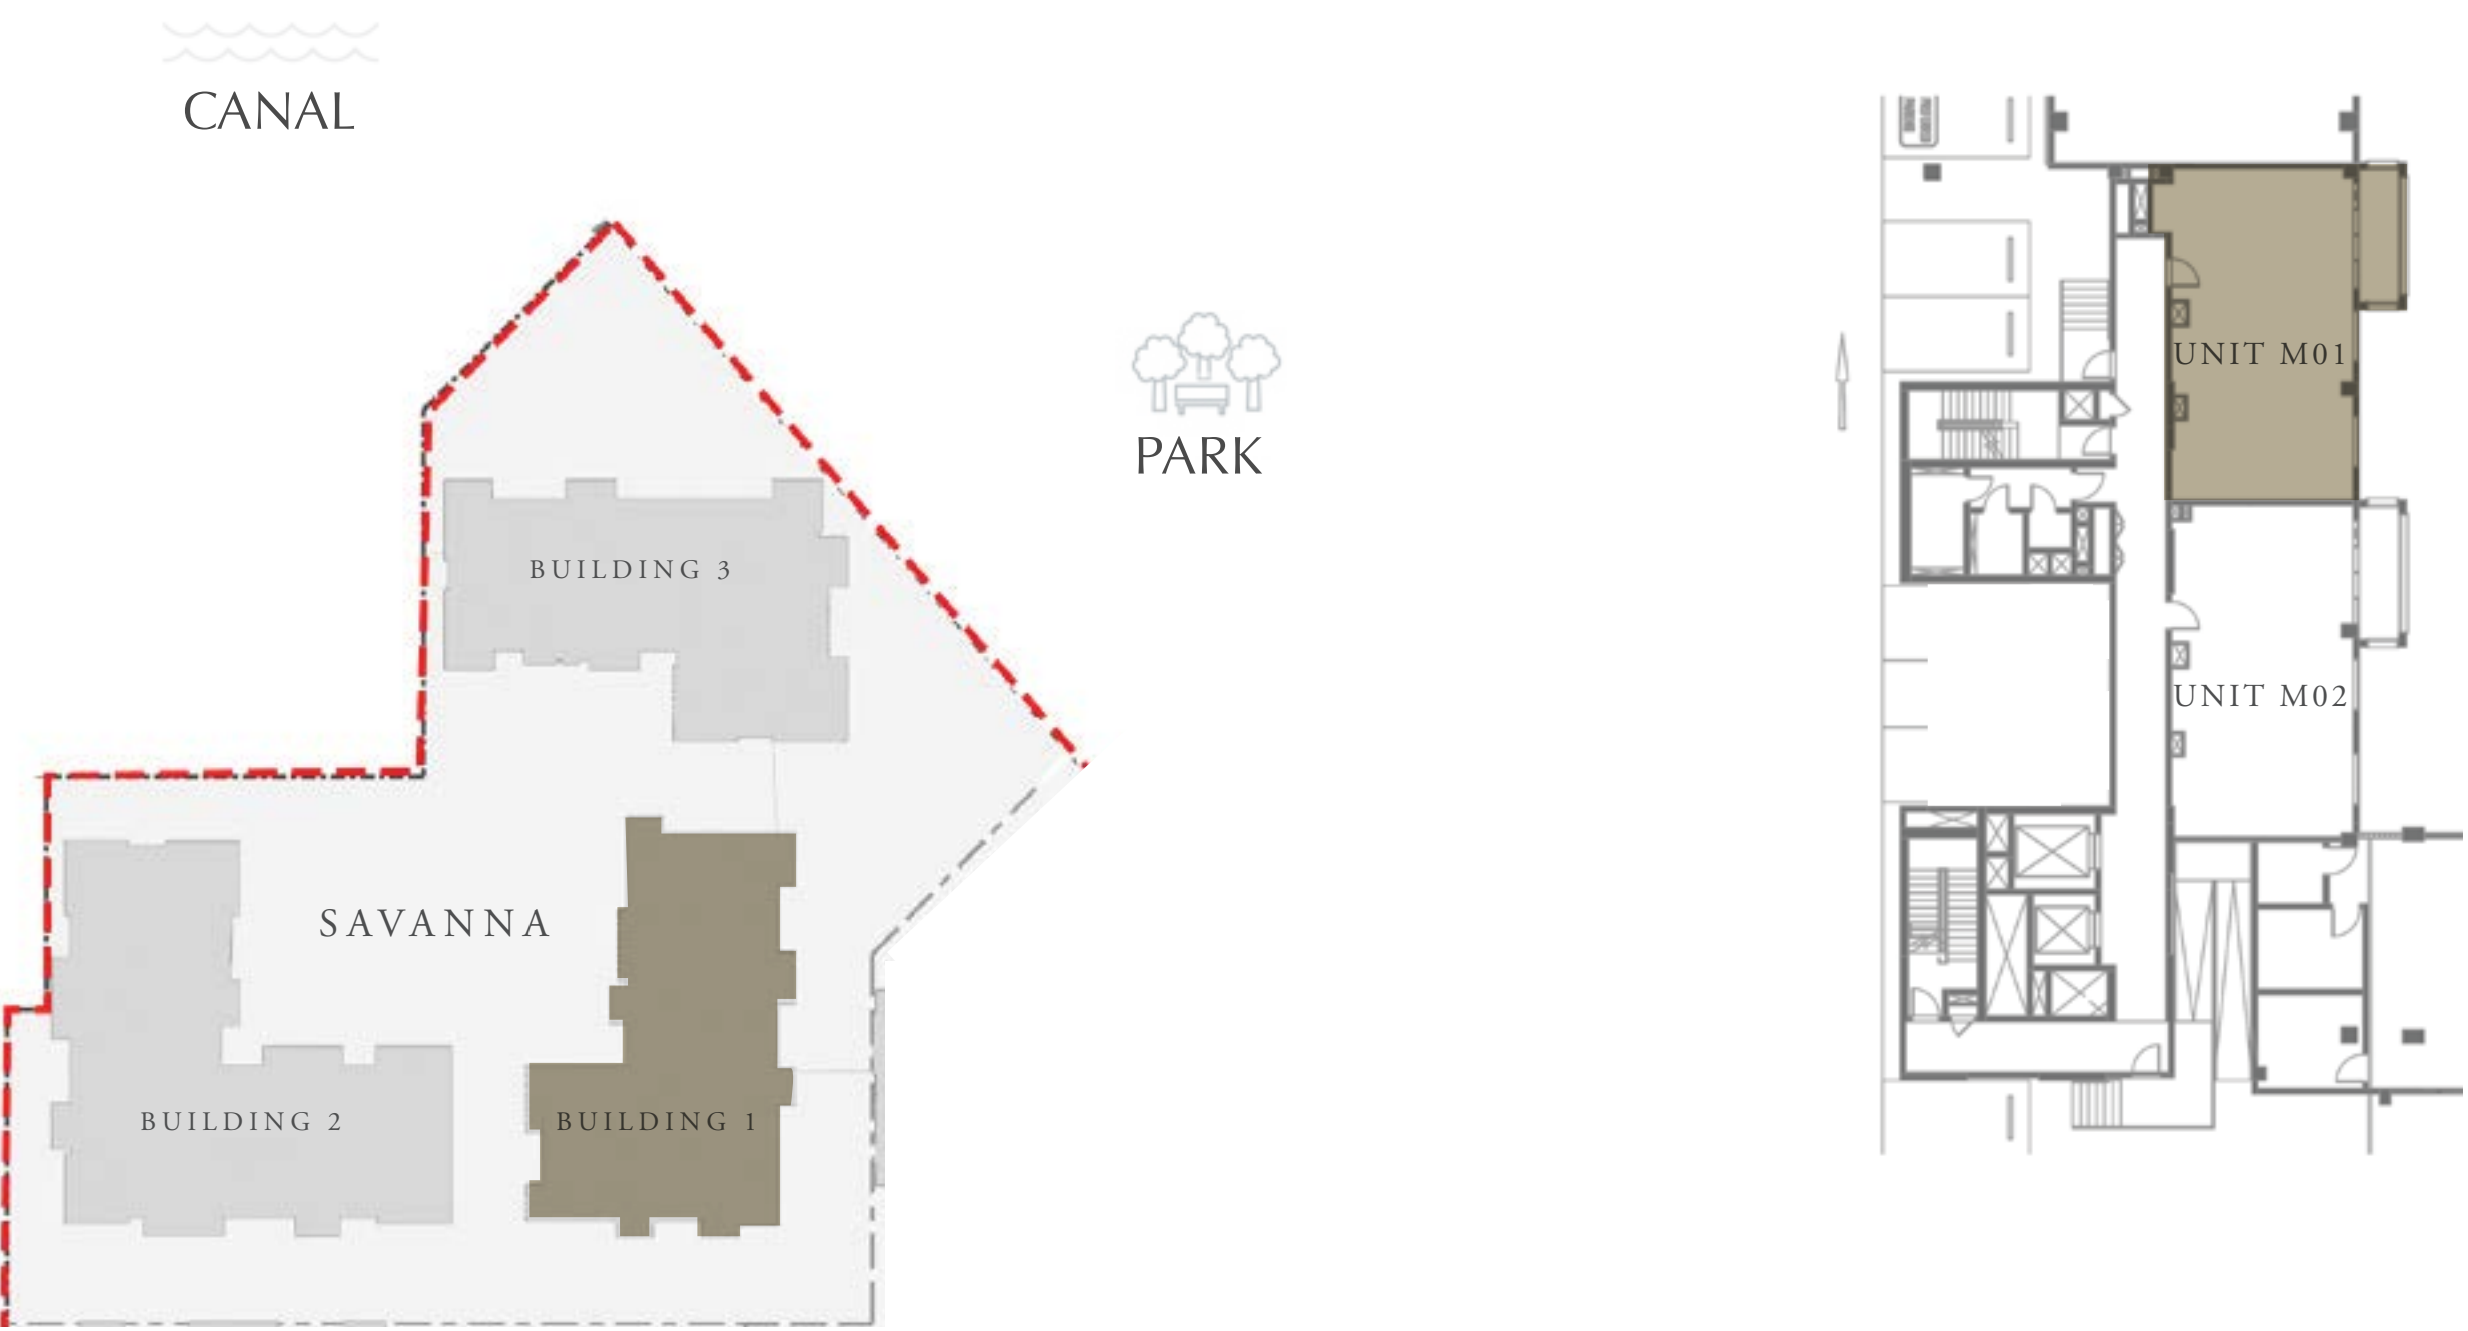 CANAL
PARK
BUILDING 3
SAVANNA
BUILDING 2
BUILDING 1
UNIT M01
UNIT M02